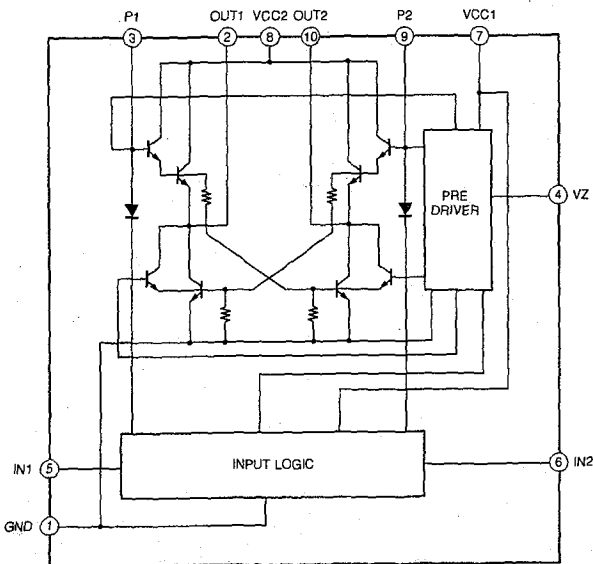 P1 OUT1 VCC2 OUT2 P2 VCC1
3 2 8 10 9 7
PRE
DRIVER
4 VZ
IN1 5
INPUT LOGIC
6 IN2
GND 1